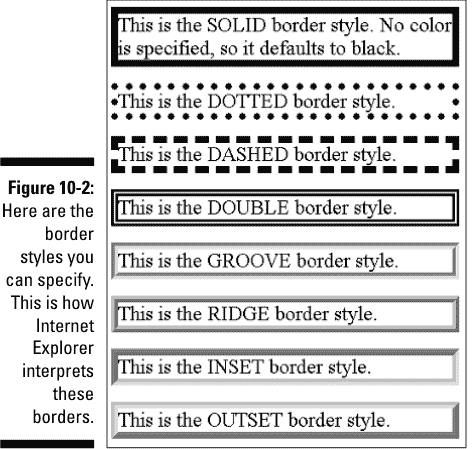 This is the SOLID border style. No color
is specified, so it defaults to black.
This is the DOTTED border style.
This is the DASHED border style.
This is the DOUBLE border style.
This is the GROOVE border style.
This is the RIDGE border style.
This is the INSET border style.
This is the OUTSET border style.
Figure 10-2:
Here are the
border
styles you
can specify.
This is how
Internet
Explorer
interprets
these
borders.